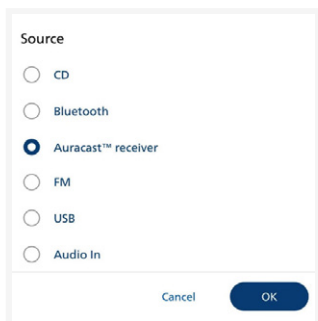 Source
CD
Bluetooth
Auracast™ receiver
FM
USB
Audio In
Cancel
OK